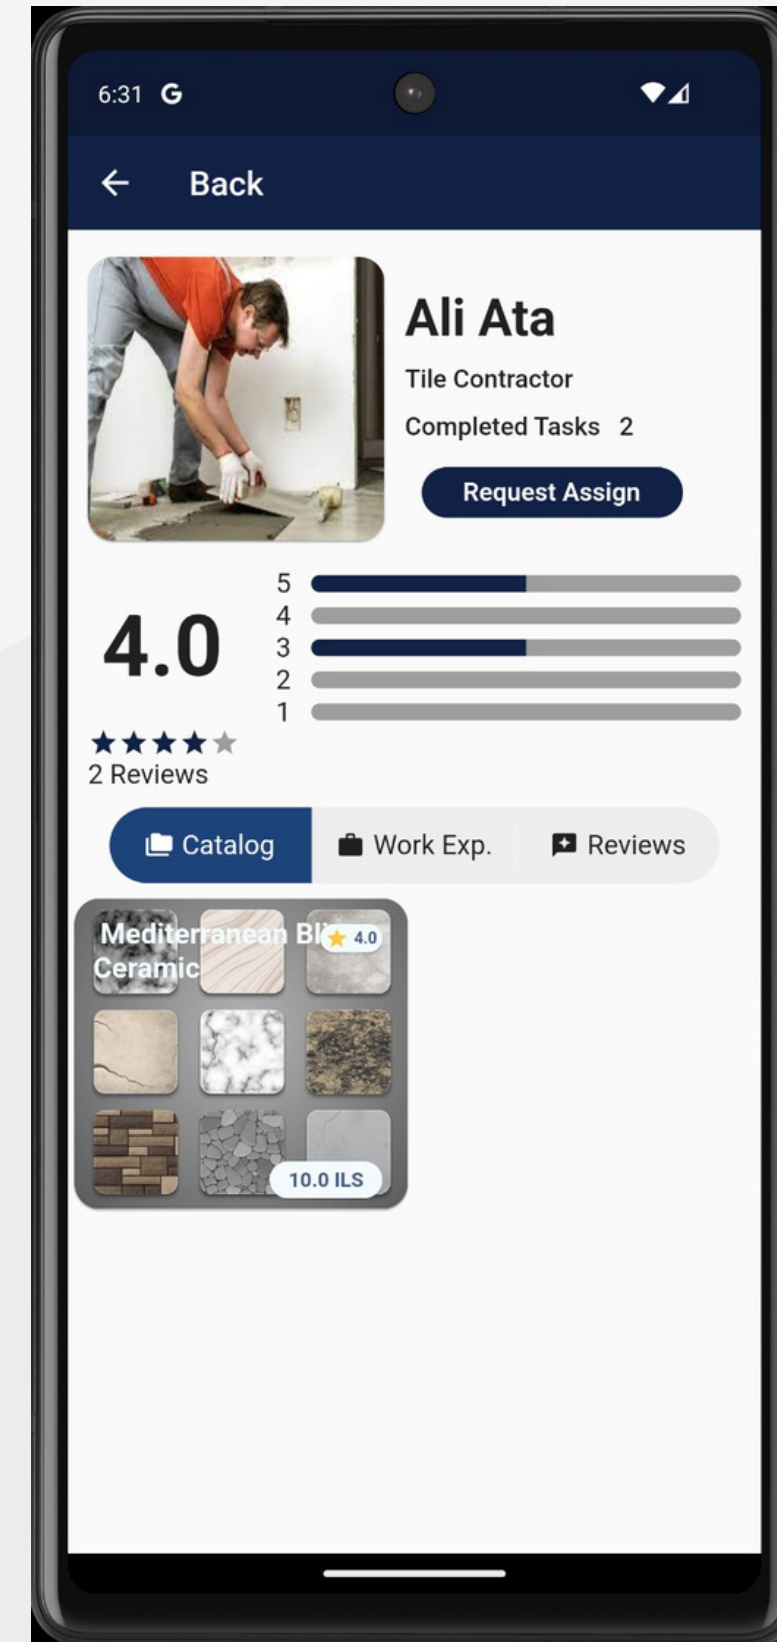 6:31 G
Back
Ali Ata
Tile Contractor
Completed Tasks 2
Request Assign
4.0
5
4
3
2
1
2 Reviews
Catalog
Work Exp.
Reviews
Mediterranean
4.0
Ceramic
10.0 ILS